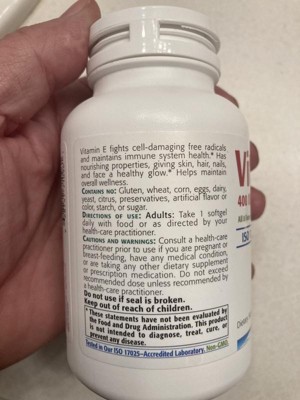 Vitamin E fights cell-damaging free radicals
and maintains immune system health.* Has
nourishing properties, giving skin, hair, nails,
and face a healthy glow.* Helps maintain
overall wellness.
CONTAINS NO: Gluten, wheat, corn, eggs, dairy,
yeast, citrus, preservatives, artificial flavor or
color, starch, or sugar.
DIRECTIONS OF USE: Adults: Take 1 softgel
daily with food or as directed by your
health-care practitioner.
CAUTIONS AND WARNINGS: Consult a health-care
practitioner prior to use if you are pregnant or
breast-feeding, have any medical condition,
or are taking any other dietary supplement
or prescription medication. Do not exceed
recommended dose unless recommended by
a health-care practitioner.
Do not use if seal is broken.
Keep out of reach of children.
* These statements have not been evaluated by
the Food and Drug Administration. This product
is not intended to diagnose, treat, cure, or
prevent any disease.
Tested in Our ISO 17025–Accredited Laboratory, Non-GMO.
Vi
400
ISO